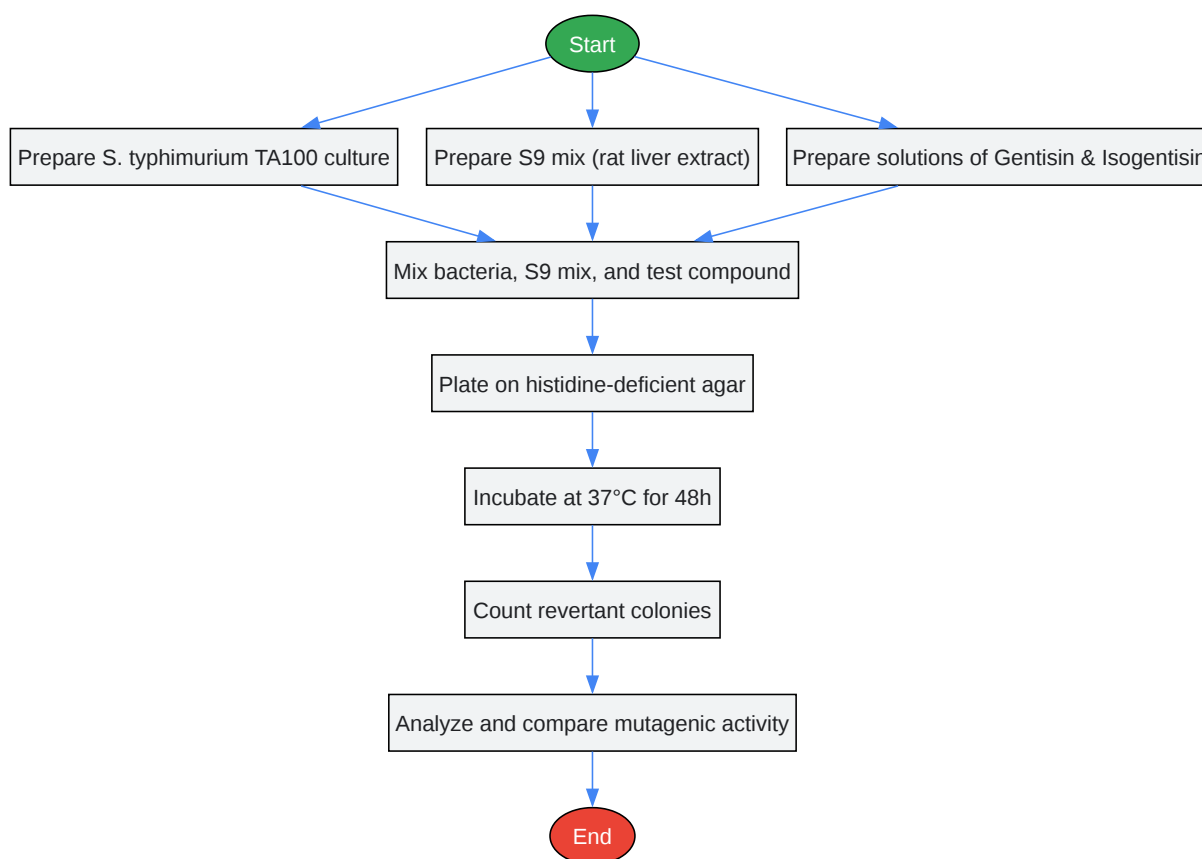 Start
Prepare S. typhimurium TA100 culture
Prepare S9 mix (rat liver extract)
Prepare solutions of Gentisin & Isogentisin
Mix bacteria, S9 mix, and test compound
Plate on histidine-deficient agar
Incubate at 37°C for 48h
Count revertant colonies
Analyze and compare mutagenic activity
End